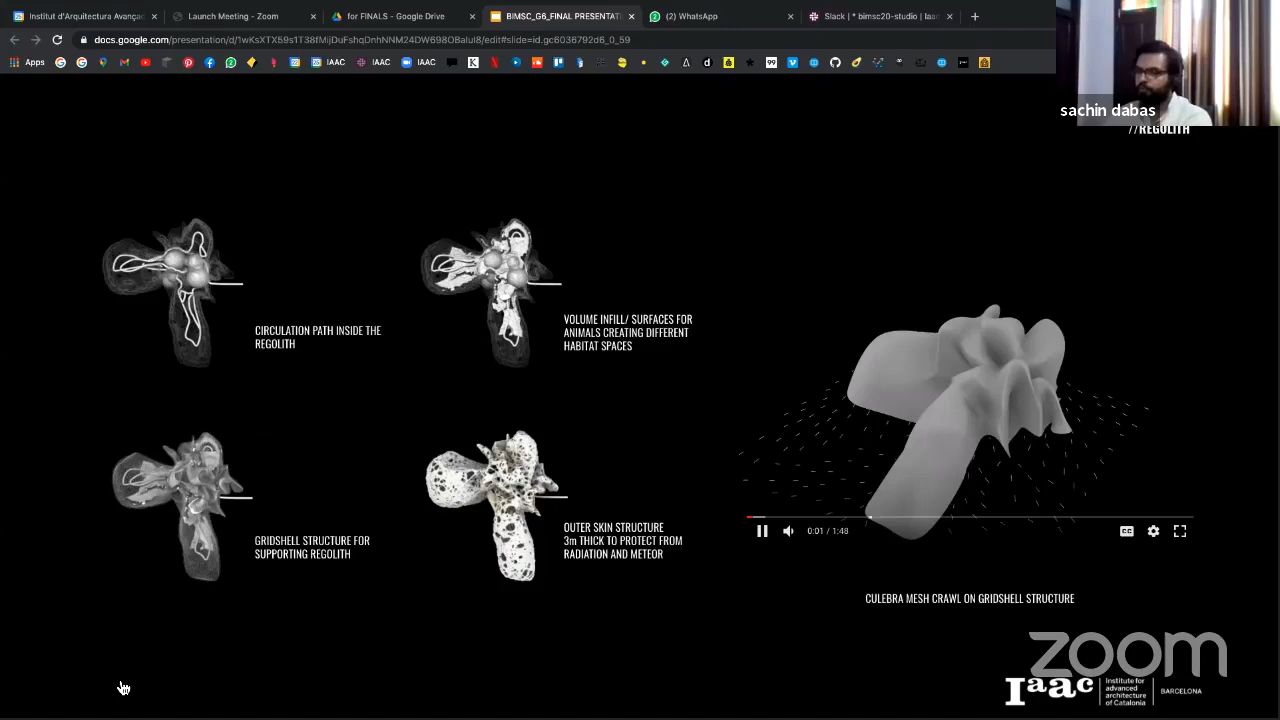 Institut d'Arquitectura Avança
Launch Meeting - Zoom
for FINALS - Google Drive
BIMSC_G6_FINAL PRESENTATI
(2) WhatsApp
Slack | * bimsc20-studio | Iaac
docs.google.com/presentation/d/1wKsXTX59s1T38fMijDuFshqDnhNNM24DW698OBaluI8/edit#slide=id.gc6036792d6_0_59
Apps
IAAC
IAAC
IAAC
sachin dabas
//REGOLITH
CIRCULATION PATH INSIDE THE
REGOLITH
VOLUME INFILL/ SURFACES FOR
ANIMALS CREATING DIFFERENT
HABITAT SPACES
GRIDSHELL STRUCTURE FOR
SUPPORTING REGOLITH
OUTER SKIN STRUCTURE
3m THICK TO PROTECT FROM
RADIATION AND METEOR
0:01 / 1:48
CC
CULEBRA MESH CRAWL ON GRIDSHELL STRUCTURE
zoom
Iaac
Institute for
advanced
architecture
of Catalonia
BARCELONA